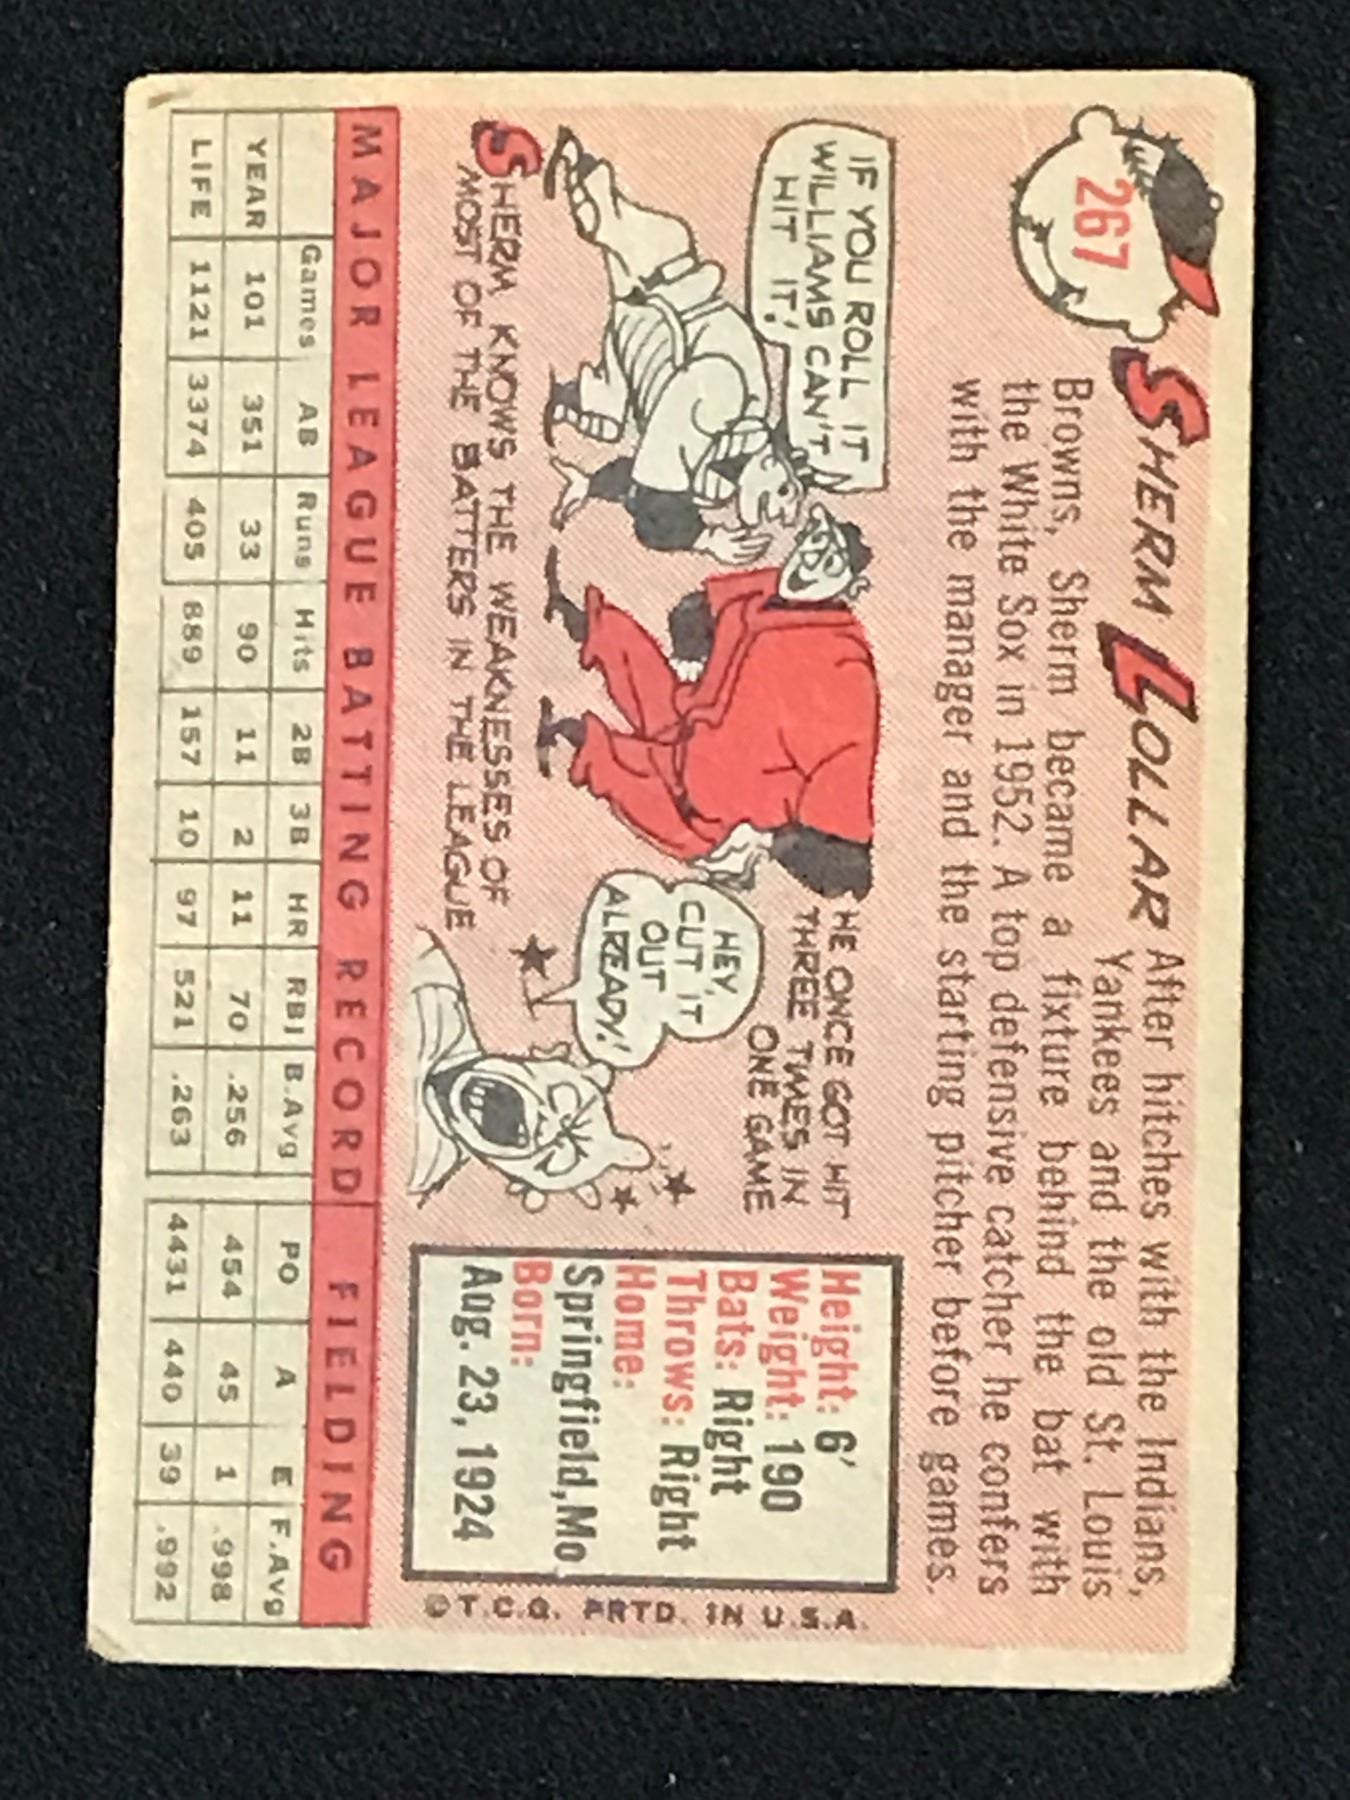 267
SHERM LOLLAR
After hitches with the Indians,
Yankees and the old St. Louis
Browns, Sherm became a fixture behind the bat with
the White Sox in 1952. A top defensive catcher he confers
with the manager and the starting pitcher before games.
IF YOU ROLL IT
WILLIAMS CAN'T
HIT IT!
SHERM KNOWS THE WEAKNESSES OF
MOST OF THE BATTERS IN THE LEAGUE
HE ONCE GOT HIT
THREE TIMES IN
ONE GAME
HEY,
CUT IT
OUT
ALREADY!
Height: 6'
Weight: 190
Bats: Right
Throws: Right
Home:
Springfield, Mo.
Born:
Aug. 23, 1924
©T.C.G. PRTD. IN U.S.A.
MAJOR LEAGUE BATTING RECORD FIELDING
Games AB Runs Hits 2B 3B HR RBI B.Avg PO A E F.Avg
YEAR 101 351 33 90 11 2 11 70 .256 454 45 1 .998
LIFE 1121 3374 405 889 157 10 97 521 .263 4431 440 39 .992